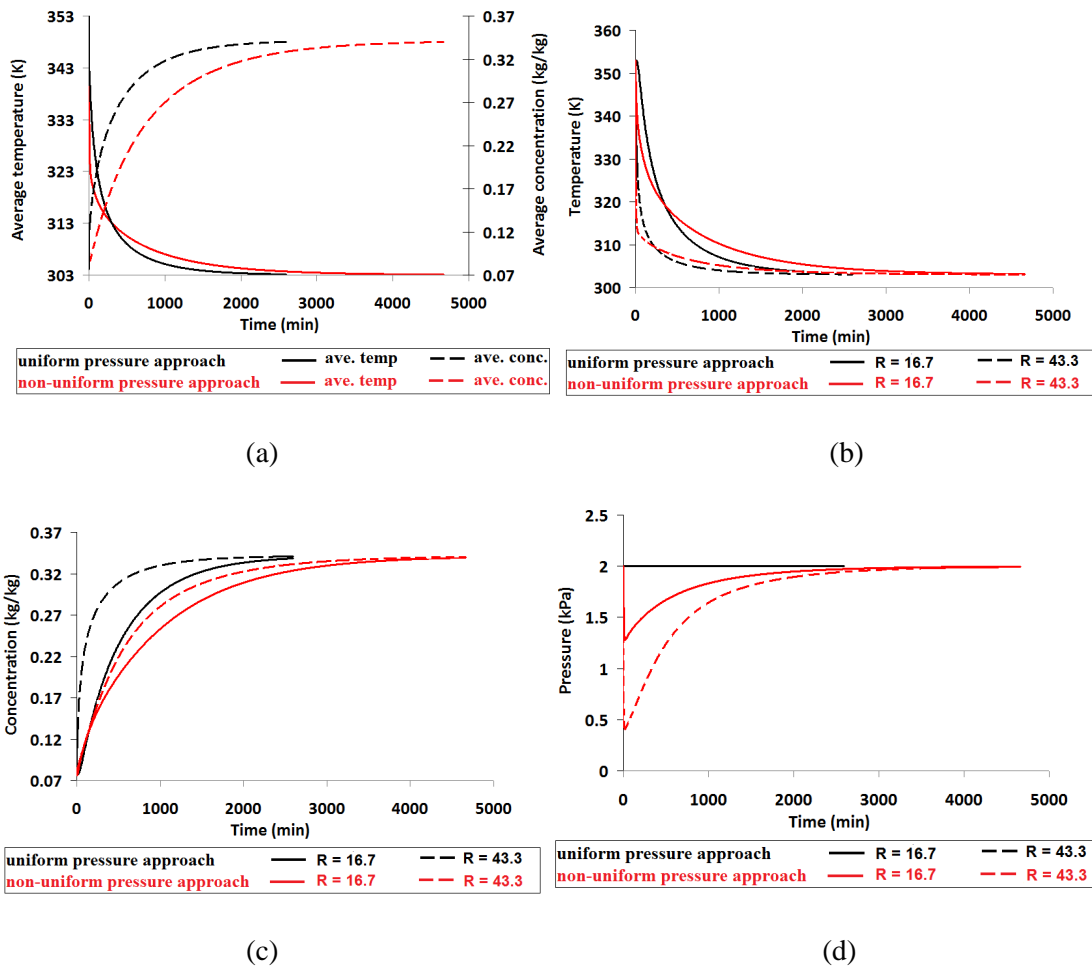 353
343
333
323
313
303
Average temperature (K)
0.37
0.32
0.27
0.22
0.17
0.12
0.07
Average concentration (kg/kg)
0 1000 2000 3000 4000 5000
Time (min)
uniform pressure approach ave. temp ave. conc.
non-uniform pressure approach ave. temp ave. conc.
(a)
360
350
340
330
320
310
300
Temperature (K)
0 1000 2000 3000 4000 5000
Time (min)
uniform pressure approach R = 16.7 R = 43.3
non-uniform pressure approach R = 16.7 R = 43.3
(b)
0.37
0.32
0.27
0.22
0.17
0.12
0.07
Concentration (kg/kg)
0 1000 2000 3000 4000 5000
Time (min)
uniform pressure approach R = 16.7 R = 43.3
non-uniform pressure approach R = 16.7 R = 43.3
(c)
2.5
2
1.5
1
0.5
0
Pressure (kPa)
0 1000 2000 3000 4000 5000
Time (min)
uniform pressure approach R = 16.7 R = 43.3
non-uniform pressure approach R = 16.7 R = 43.3
(d)